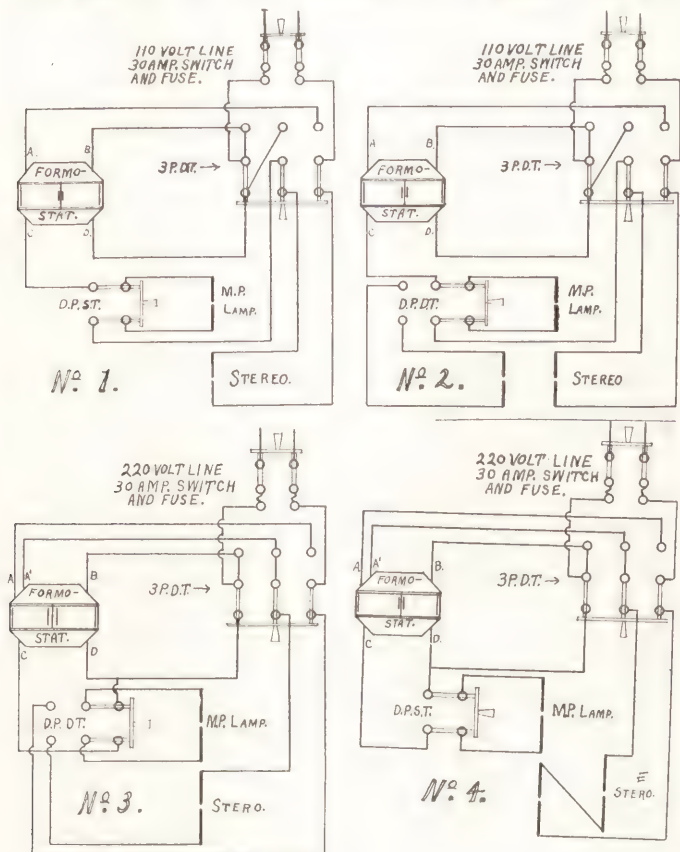 110 VOLT LINE
30 AMP. SWITCH
AND FUSE.
A.
B.
3P.D.T. →
FORMO-
STAT.
C
D.
D.P.S.T.
M.P.
LAMP.
STEREO.
Nº 1.
110 VOLT LINE
30 AMP. SWITCH
AND FUSE.
A
B.
3P.D.T. →
FORMO-
STAT.
C
D.
D.P.D.T.
M.P.
LAMP.
STEREO
Nº 2.
220 VOLT LINE
30 AMP. SWITCH
AND FUSE.
A A'
B
3P.D.T. →
FORMO-
STAT.
C
D
D.P. DT.
M.P. LAMP.
STERO.
Nº 3.
220 VOLT LINE
30 AMP. SWITCH
AND FUSE.
A A'
B.
3P.D.T. →
FORMO-
STAT.
C
D.
D.P.S.T.
M.P. LAMP.
STERO.
Nº 4.